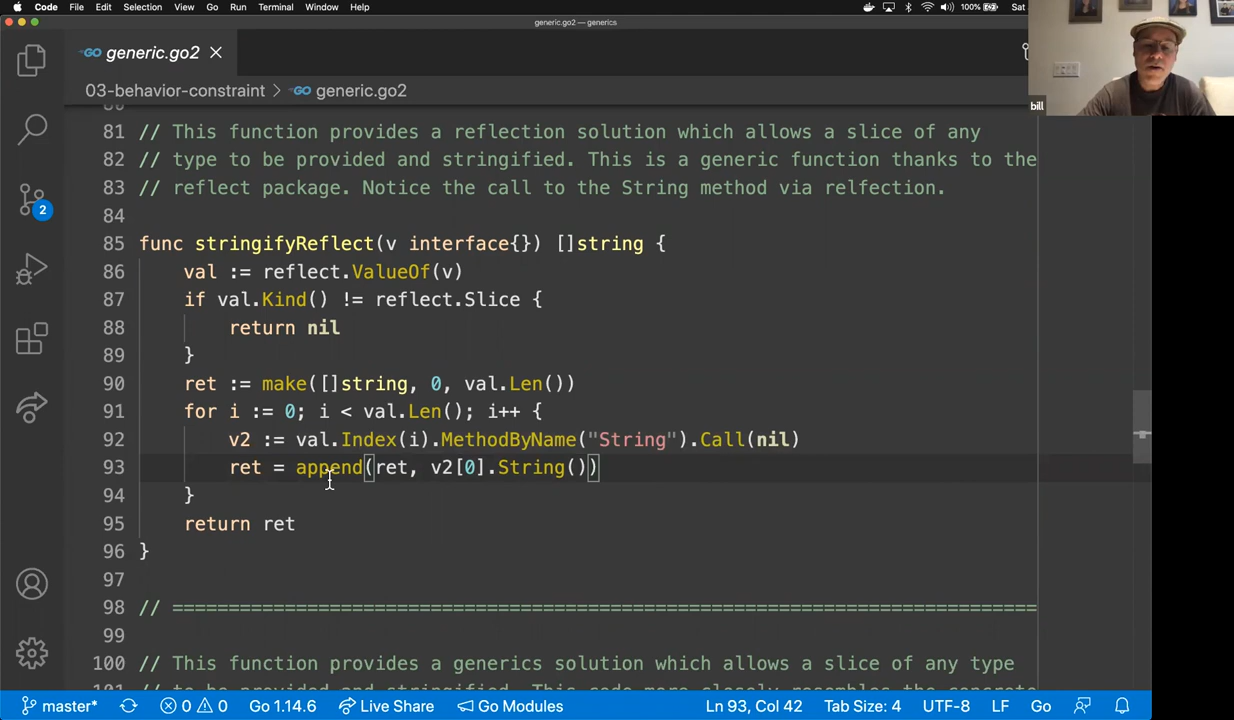 Code File Edit Selection View Go Run Terminal Window Help 100% Sat
generic.go2 — generics
GO generic.go2
03-behavior-constraint > GO generic.go2
bill
81 // This function provides a reflection solution which allows a slice of any
82 // type to be provided and stringified. This is a generic function thanks to the
83 // reflect package. Notice the call to the String method via relfection.
84
85 func stringifyReflect(v interface{}) []string {
86 val := reflect.ValueOf(v)
87 if val.Kind() != reflect.Slice {
88 return nil
89 }
90 ret := make([]string, 0, val.Len())
91 for i := 0; i < val.Len(); i++ {
92 v2 := val.Index(i).MethodByName("String").Call(nil)
93 ret = append(ret, v2[0].String())
94 }
95 return ret
96 }
97
98 // =============================================================================
99
100 // This function provides a generics solution which allows a slice of any type
2
master* 0 0 Go 1.14.6 Live Share Go Modules Ln 93, Col 42 Tab Size: 4 UTF-8 LF Go